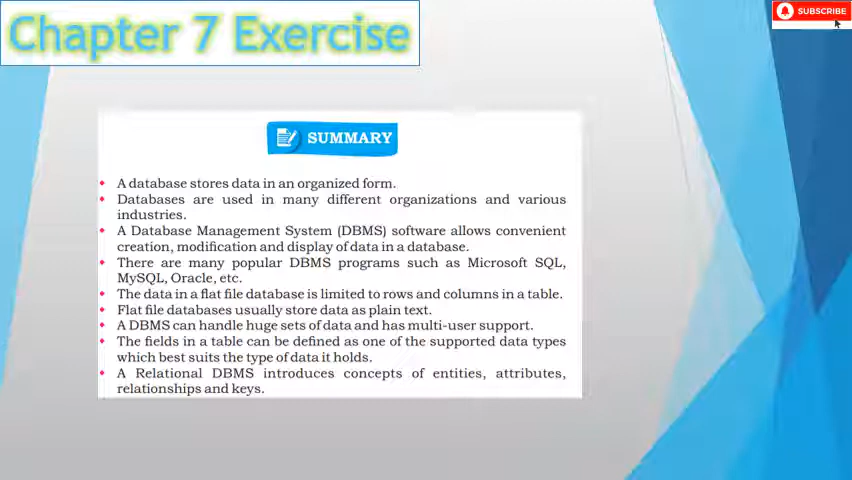 Chapter 7 Exercise
SUBSCRIBE
SUMMARY
A database stores data in an organized form.
Databases are used in many different organizations and various
industries.
A Database Management System (DBMS) software allows convenient
creation, modification and display of data in a database.
There are many popular DBMS programs such as Microsoft SQL,
MySQL, Oracle, etc.
The data in a flat file database is limited to rows and columns in a table.
Flat file databases usually store data as plain text.
A DBMS can handle huge sets of data and has multi-user support.
The fields in a table can be defined as one of the supported data types
which best suits the type of data it holds.
A Relational DBMS introduces concepts of entities, attributes,
relationships and keys.